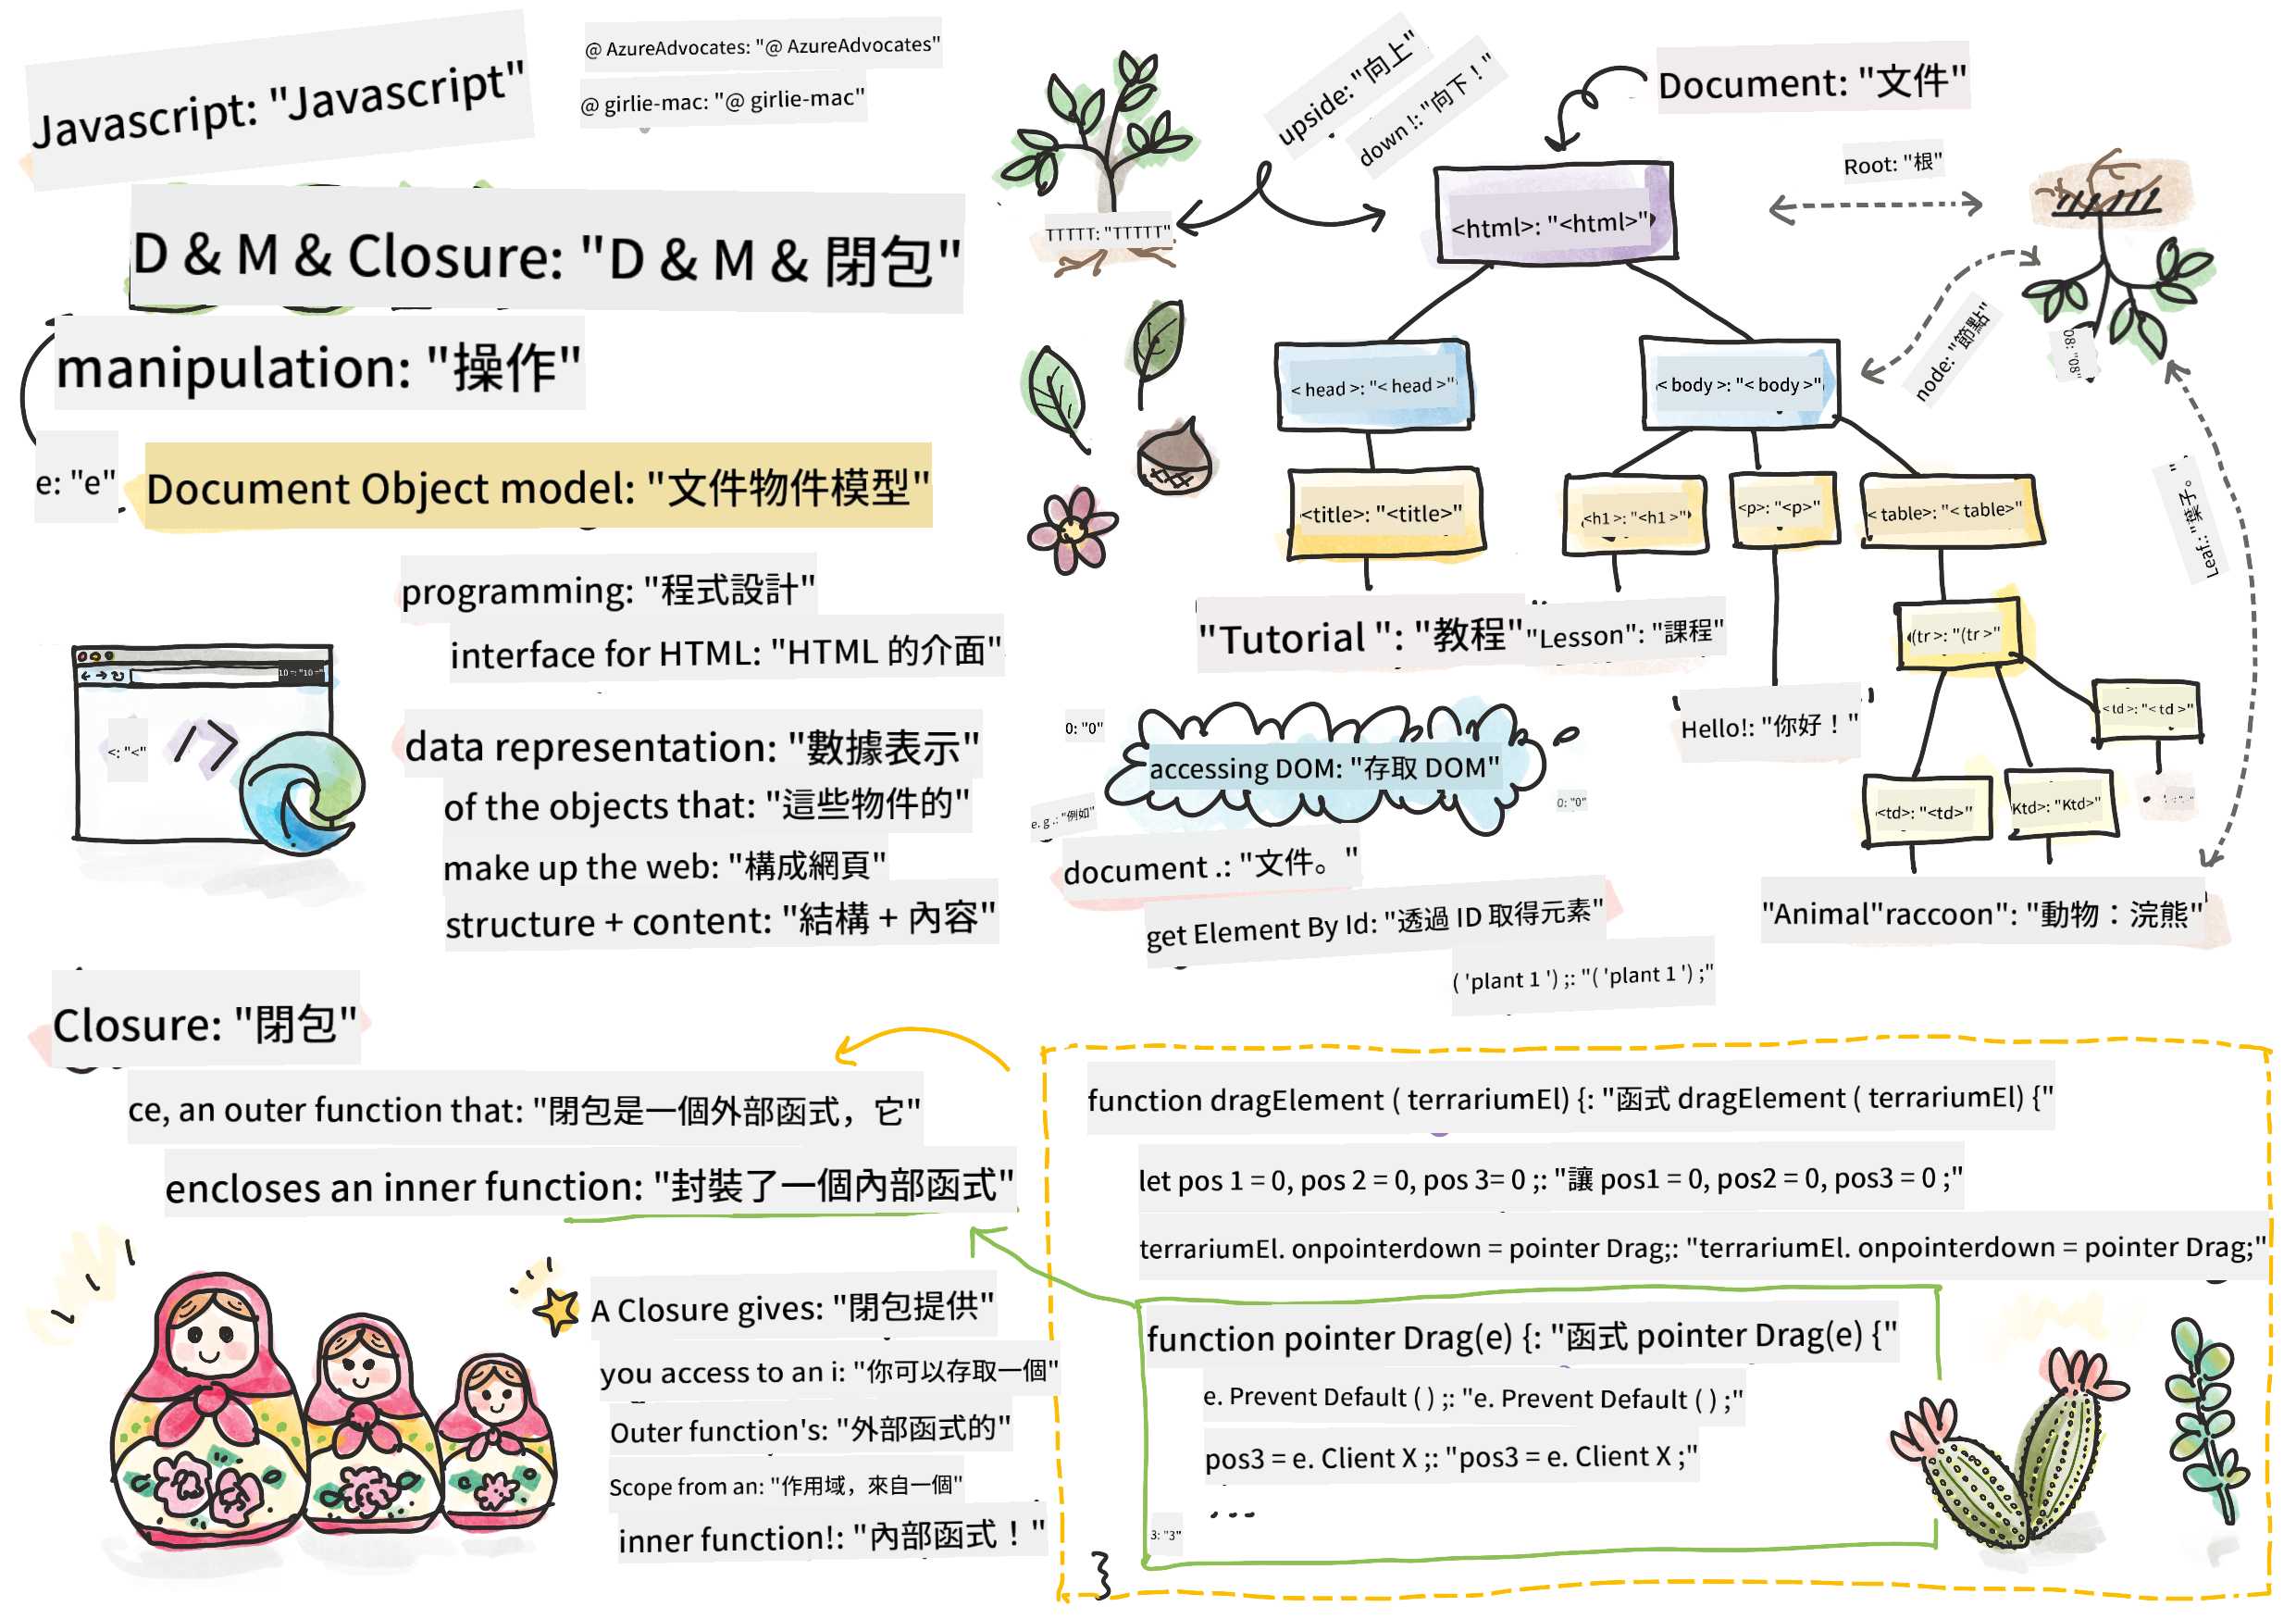 Javascript: "Javascript"
@ AzureAdvocates: "@ AzureAdvocates"
@ girlie-mac: "@ girlie-mac"
D & M & Closure: "D & M & 閉包"
manipulation: "操作"
e: "e"
Document Object model: "文件物件模型"
programming: "程式設計"
interface for HTML: "HTML 的介面"
data representation: "數據表示"
of the objects that: "這些物件的"
make up the web: "構成網頁"
structure + content: "結構 + 內容"
10 =: "10 ="
<: "<"
/>
upside: "向上"
down !: "向下！"
Document: "文件"
TTTTT: "TTTTT"
Root: "根"
<html>: "<html>"
node: "節點"
08: "08"
Leaf.: "葉子。"
< head >: "< head >"
< body >: "< body >"
<title>: "<title>"
<h1 >: "<h1 >"
<p>: "<p>"
< table>: "< table>"
(tr >: "(tr >"
"Tutorial ": "教程"
"Lesson": "課程"
Hello!: "你好！"
< td >: "< td >"
<td>: "<td>"
Ktd>: "Ktd>"
"Animal"raccoon": "動物：浣熊"
0: "0"
accessing DOM: "存取 DOM"
0: "0"
e. g .: "例如"
document .: "文件。"
get Element By Id: "透過 ID 取得元素"
( 'plant 1 ') ;: "( 'plant 1 ') ;"
Closure: "閉包"
ce, an outer function that: "閉包是一個外部函式，它"
encloses an inner function: "封裝了一個內部函式"
A Closure gives: "閉包提供"
you access to an i: "你可以存取一個"
Outer function's: "外部函式的"
Scope from an: "作用域，來自一個"
inner function!: "內部函式！"
function dragElement ( terrariumEl) {: "函式 dragElement ( terrariumEl) {"
let pos 1 = 0, pos 2 = 0, pos 3= 0 ;: "讓 pos1 = 0, pos2 = 0, pos3 = 0 ;"
terrariumEl. onpointerdown = pointer Drag;: "terrariumEl. onpointerdown = pointer Drag;"
function pointer Drag(e) {: "函式 pointer Drag(e) {"
e. Prevent Default ( ) ;: "e. Prevent Default ( ) ;"
pos3 = e. Client X ;: "pos3 = e. Client X ;"
...
3: "3"
}